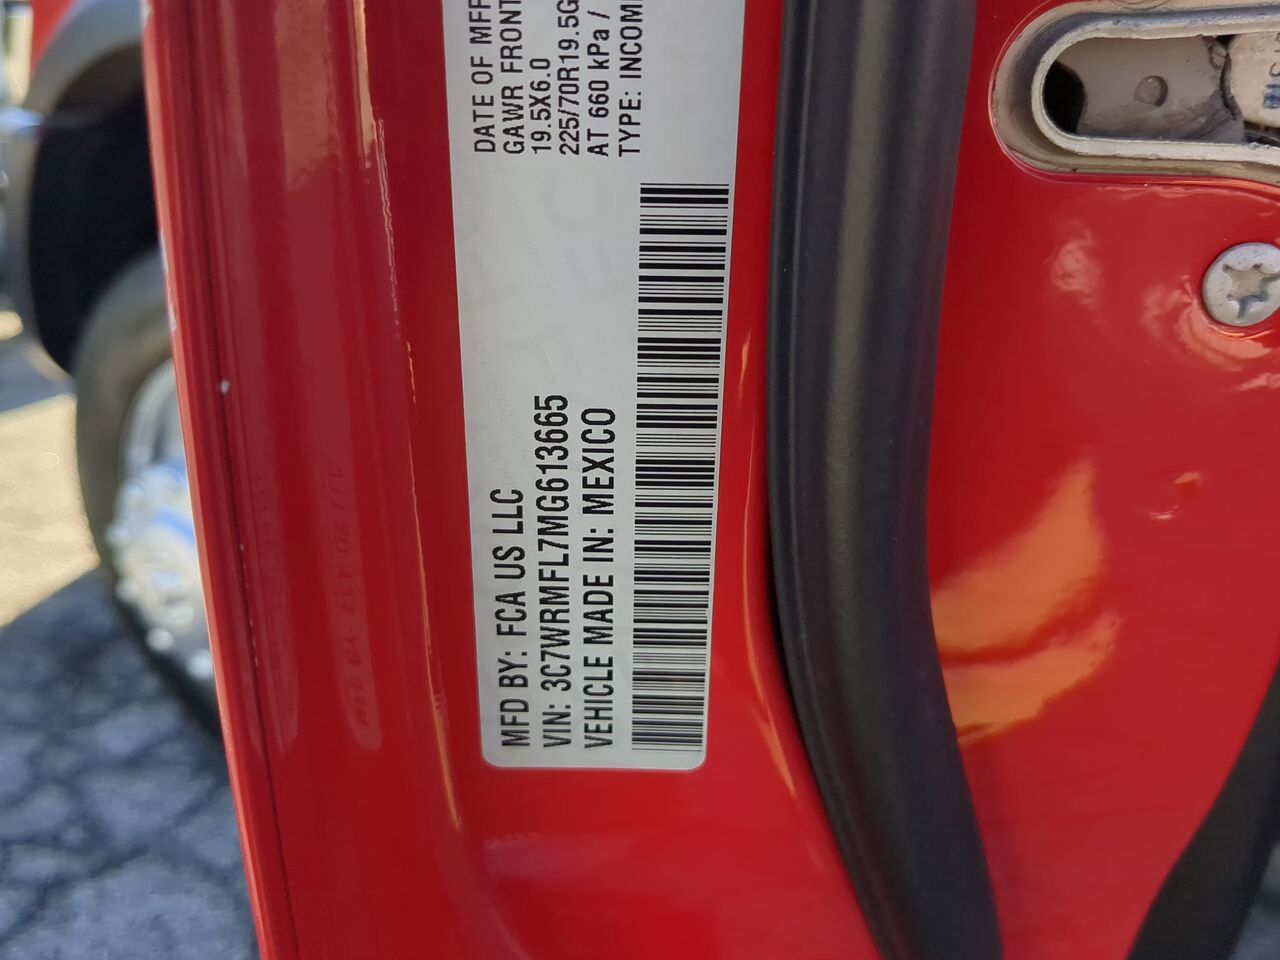 DATE OF MFR
GAWR FRONT
19.5X6.0
225/70R19.5G
AT 660 kPa /
TYPE: INCOM
MFD BY: FCA US LLC
VIN: 3C7WRMFL7MG613665
VEHICLE MADE IN: MEXICO